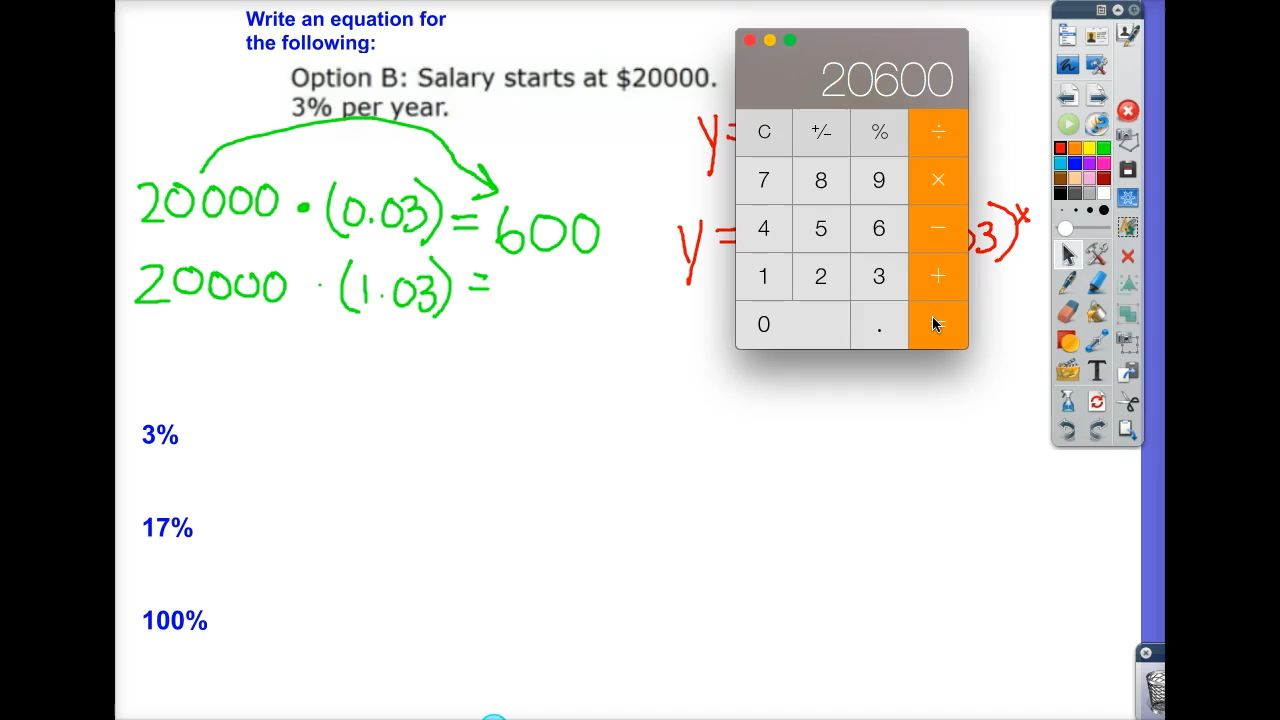 Write an equation for
the following:
Option B: Salary starts at $20000.
3% per year.
y=
20000 · (0.03) = 600
y= 03)^x
20000 · (1.03) =
3%
17%
100%
20600
C +/- % ÷
7 8 9 ×
4 5 6 −
1 2 3 +
0 . =
T